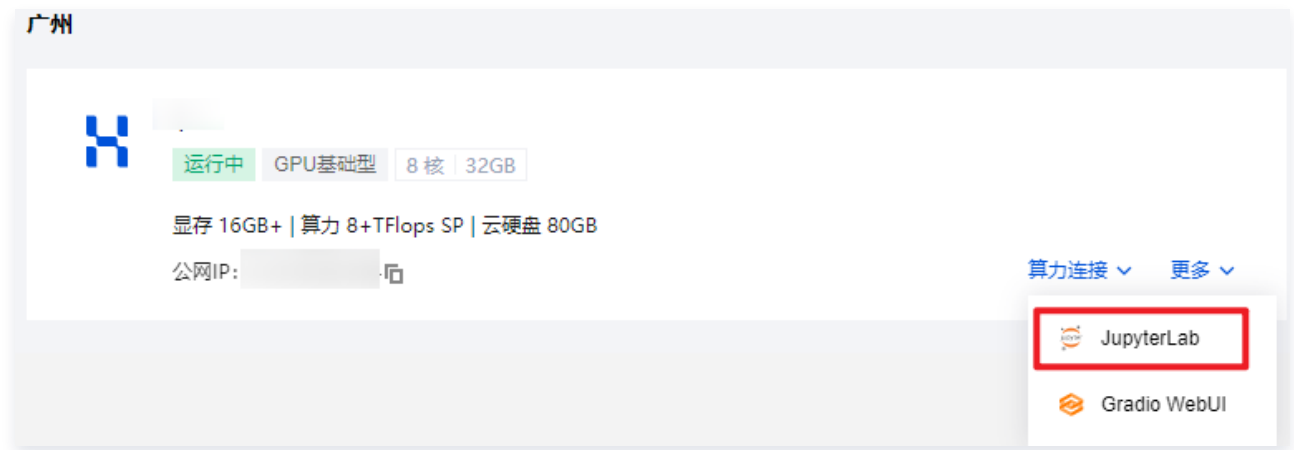 广州
运行中 GPU基础型 8 核 32GB
显存 16GB+ | 算力 8+TFlops SP | 云硬盘 80GB
公网IP:
算力连接 更多
JupyterLab
Gradio WebUI